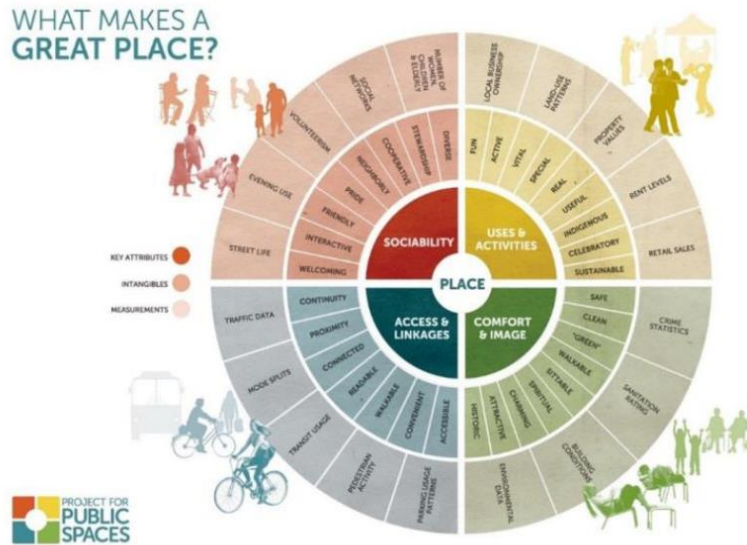 WHAT MAKES A
GREAT PLACE?
KEY ATTRIBUTES
INTANGIBLES
MEASUREMENTS
PLACE
SOCIABILITY
USES &
ACTIVITIES
ACCESS &
LINKAGES
COMFORT
& IMAGE
WELCOMING
INTERACTIVE
FRIENDLY
PRIDE
NEIGHBORLY
COOPERATIVE
STEWARDSHIP
DIVERSE
STREET LIFE
EVENING USE
VOLUNTEERISM
SOCIAL
NETWORKS
NUMBER OF
WOMEN,
CHILDREN
& ELDERLY
FUN
ACTIVE
VITAL
SPECIAL
REAL
USEFUL
INDIGENOUS
CELEBRATORY
SUSTAINABLE
LOCAL BUSINESS
OWNERSHIP
LAND-USE
PATTERNS
PROPERTY
VALUES
RENT LEVELS
RETAIL SALES
SAFE
CLEAN
"GREEN"
WALKABLE
SITTABLE
SPIRITUAL
CHARMING
ATTRACTIVE
HISTORIC
CRIME
STATISTICS
SANITATION
RATING
BUILDING
CONDITIONS
ENVIRONMENTAL
DATA
CONTINUITY
PROXIMITY
CONNECTED
READABLE
WALKABLE
CONVENIENT
ACCESSIBLE
TRAFFIC DATA
MODE SPLITS
TRANSIT USAGE
PEDESTRIAN
ACTIVITY
PARKING USAGE
PATTERNS
PROJECT FOR
PUBLIC
SPACES